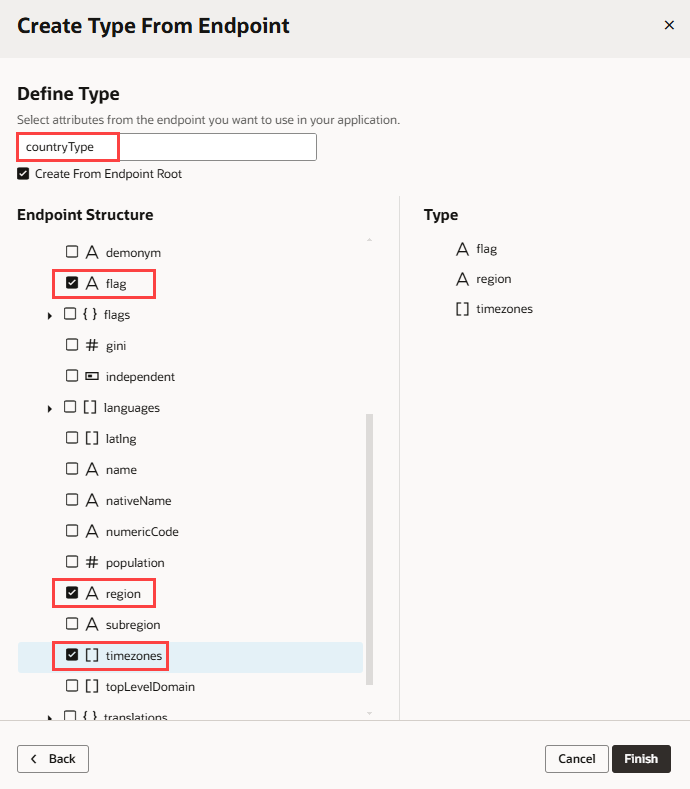 Create Type From Endpoint
Define Type
Select attributes from the endpoint you want to use in your application.
countryType
Create From Endpoint Root
Endpoint Structure
demonym
flag
flags
gini
independent
languages
latlng
name
nativeName
numericCode
population
region
subregion
timezones
topLevelDomain
translations
Type
flag
region
timezones
Back
Cancel
Finish